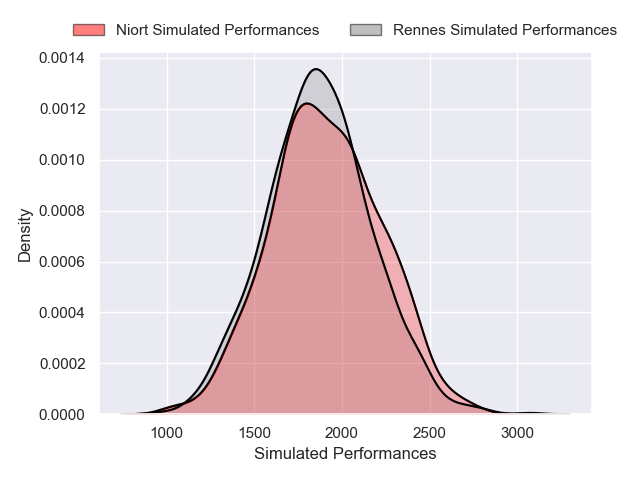 Niort Simulated Performances Rennes Simulated Performances
0.0014
0.0012
0.0010
0.0008
0.0006
0.0004
0.0002
0.0000
Density
1000 1500 2000 2500 3000
Simulated Performances